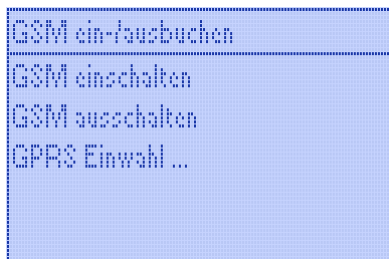 GSM ein-/ausbuchen
GSM einschalten
GSM ausschalten
GPRS Einwahl ...